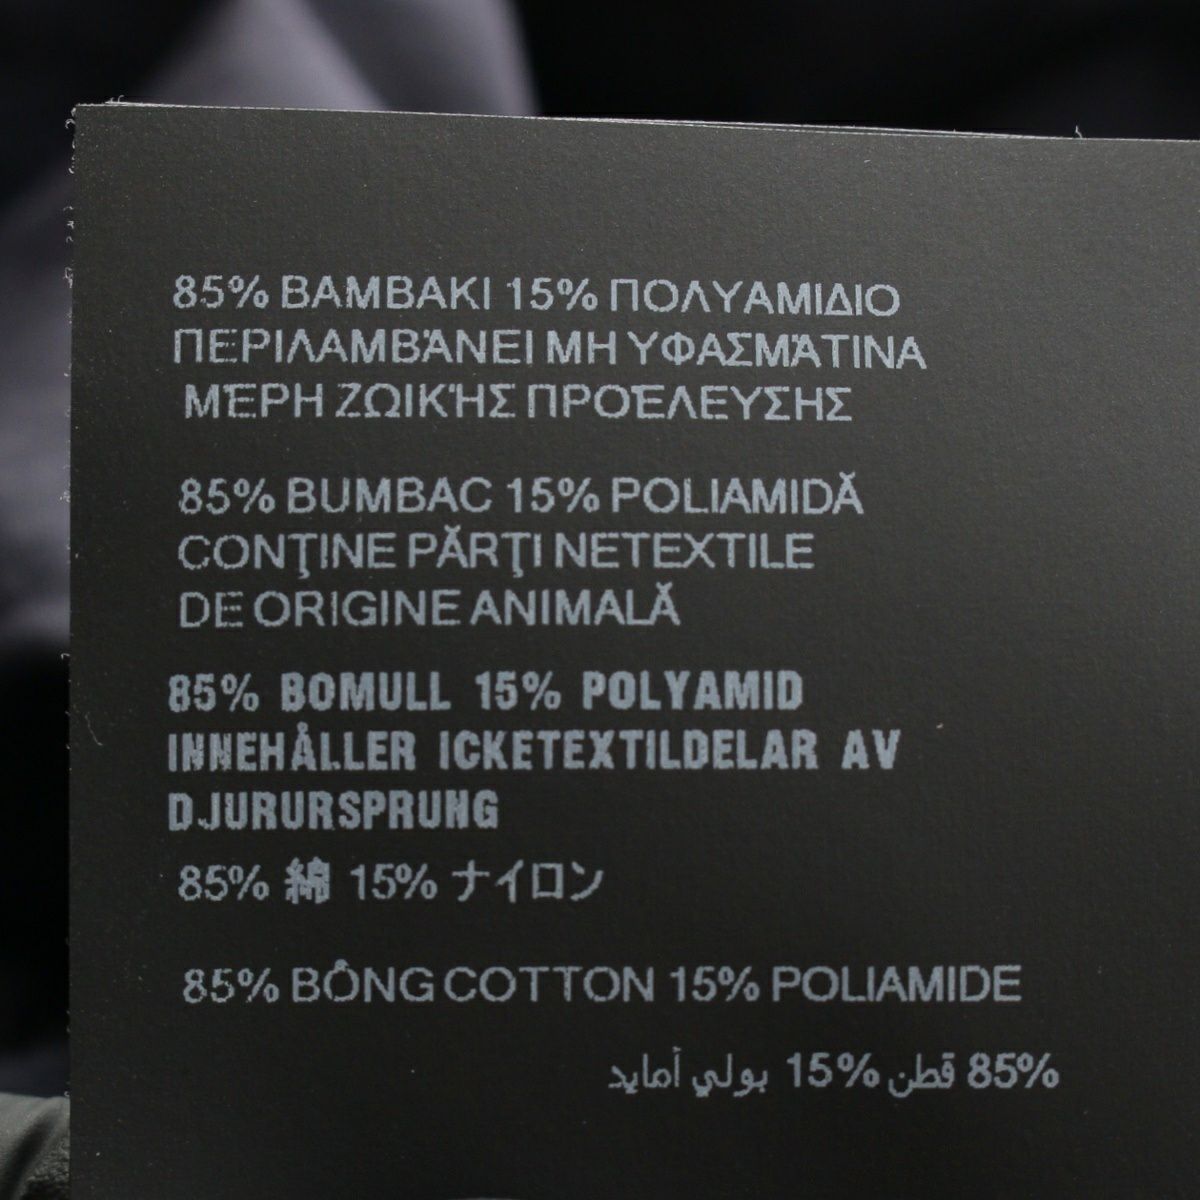 85% ΒΑΜΒΑΚΙ 15% ΠΟΛΥΑΜΙΔΙΟ
ΠΕΡΙΛΑΜΒΆΝΕΙ ΜΗ ΥΦΑΣΜΆΤΙΝΑ
ΜΈΡΗ ΖΩΙΚΉΣ ΠΡΟΈΛΕΥΣΗΣ
85% BUMBAC 15% POLIAMIDĂ
CONŢINE PĂRŢI NETEXTILE
DE ORIGINE ANIMALĂ
85% BOMULL 15% POLYAMID
INNEHÅLLER ICKETEXTILDELAR AV
DJURURSPRUNG
85% 綿 15% ナイロン
85% BÔNG COTTON 15% POLIAMIDE
85% قطن 15% بولي أمايد